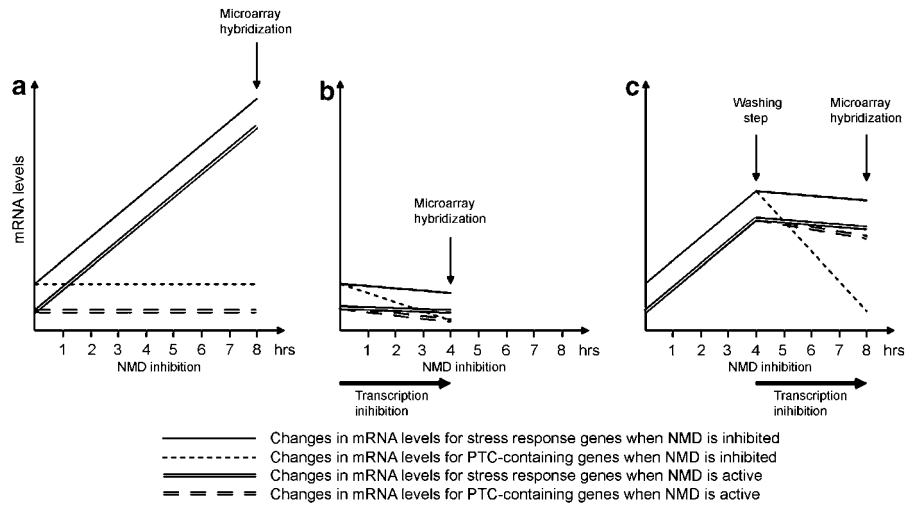 Microarray
hybridization
a
mRNA levels
1 2 3 4 5 6 7 8 hrs
NMD inhibition
b
Microarray
hybridization
1 2 3 4 5 6 7 8 hrs
NMD inhibition
Transcription
inihibition
c
Washing
step
Microarray
hybridization
1 2 3 4 5 6 7 8 hrs
NMD inhibition
Transcription
inihibition
Changes in mRNA levels for stress response genes when NMD is inhibited
Changes in mRNA levels for PTC-containing genes when NMD is inhibited
Changes in mRNA levels for stress response genes when NMD is active
Changes in mRNA levels for PTC-containing genes when NMD is active